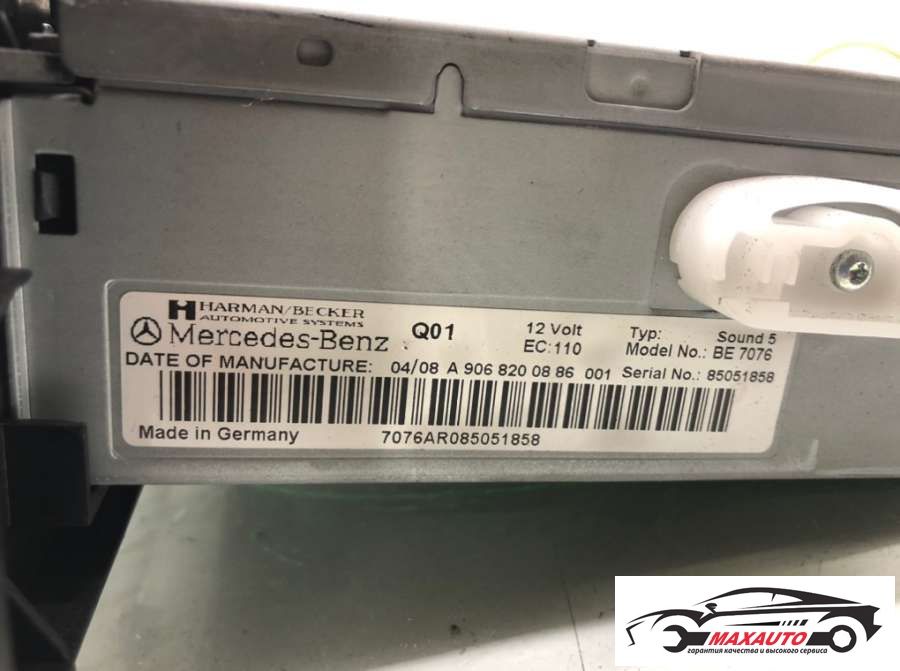 HARMAN/BECKER
AUTOMOTIVE SYSTEMS
Mercedes-Benz Q01 12 Volt Typ: Sound 5
EC:110 Model No.: BE 7076
DATE OF MANUFACTURE: 04/08 A 906 820 08 86 001 Serial No.: 85051858
Made in Germany 7076AR085051858
MAXAUTO
гарантия качества и высокого сервиса